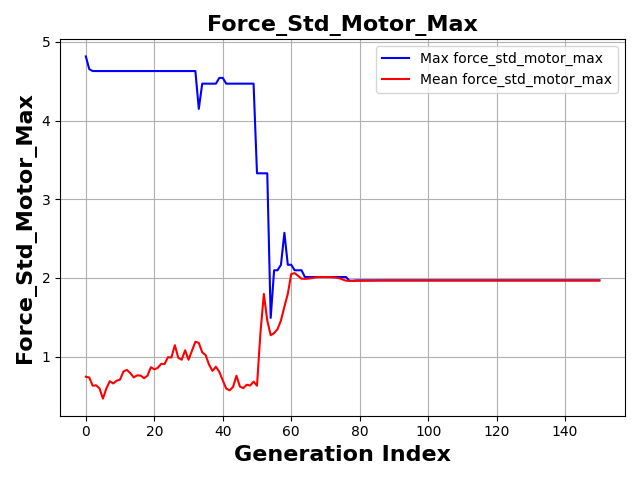 Force_Std_Motor_Max
Max force_std_motor_max
Mean force_std_motor_max
Force_Std_Motor_Max
5
4
3
2
1
0 20 40 60 80 100 120 140
Generation Index